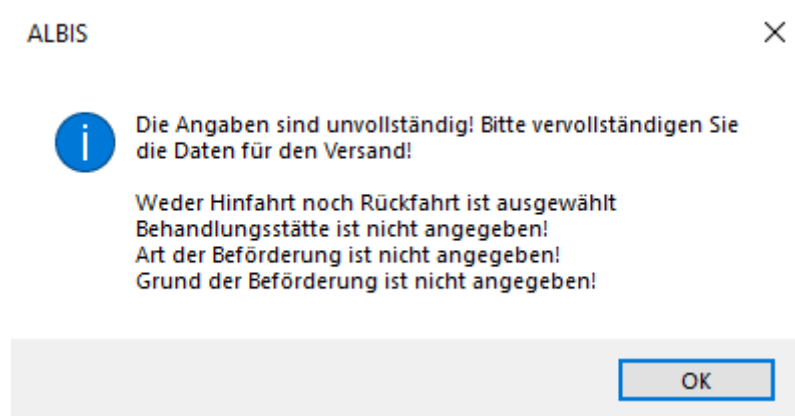 ALBIS
Die Angaben sind unvollständig! Bitte vervollständigen Sie
die Daten für den Versand!
Weder Hinfahrt noch Rückfahrt ist ausgewählt
Behandlungsstätte ist nicht angegeben!
Art der Beförderung ist nicht angegeben!
Grund der Beförderung ist nicht angegeben!
OK